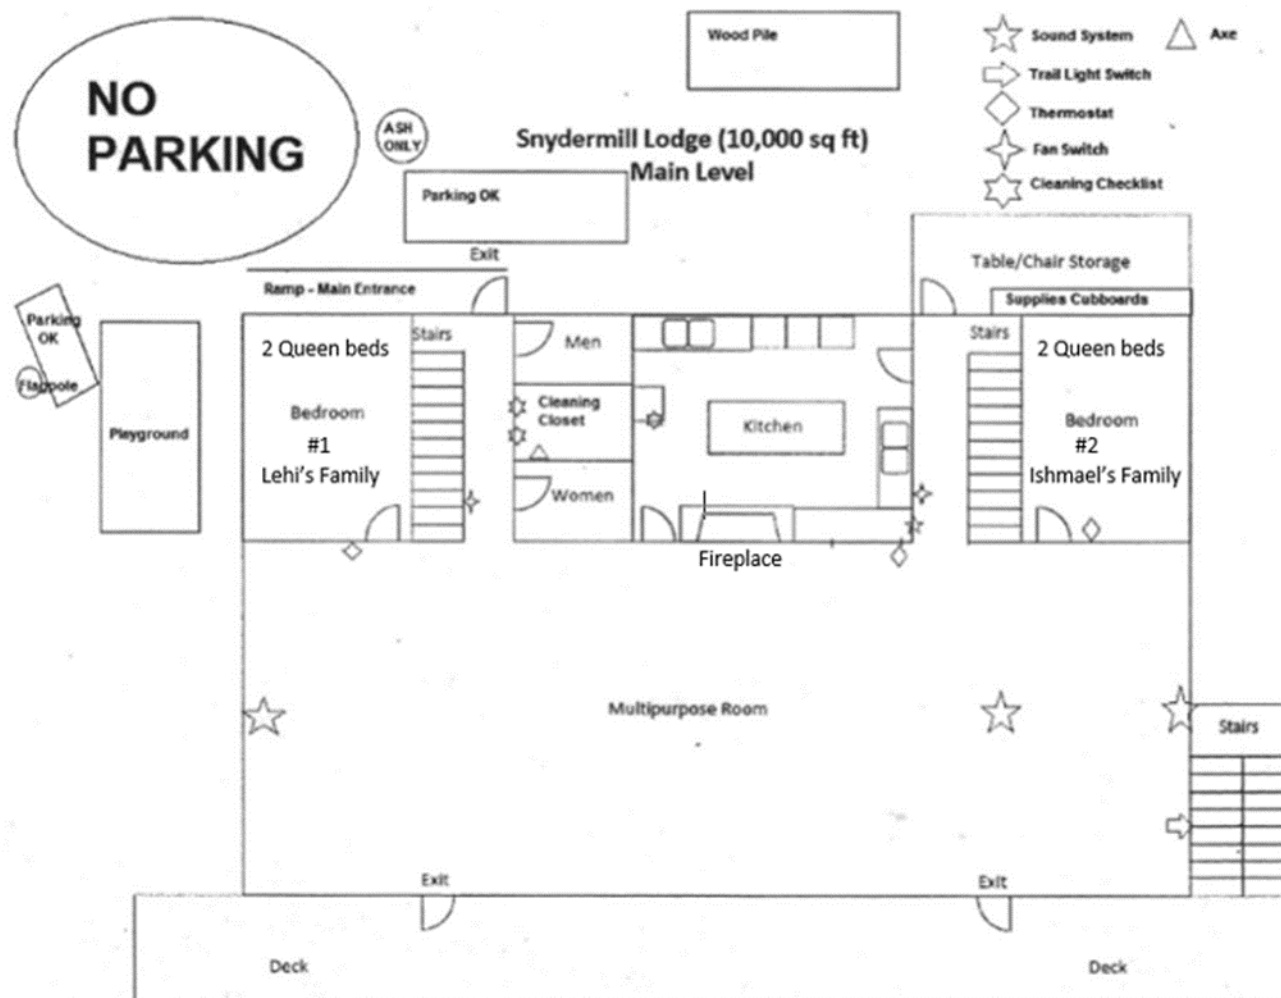 Wood Pile
Sound System
Axe
Trail Light Switch
Thermostat
Fan Switch
Cleaning Checklist
NO
PARKING
ASH
ONLY
Snydermill Lodge (10,000 sq ft)
Main Level
Parking OK
Exit
Ramp - Main Entrance
Table/Chair Storage
Supplies Cubboards
Parking
OK
Flagpole
Playground
2 Queen beds
Bedroom
#1
Lehi's Family
Stairs
Men
Cleaning
Closet
Women
Kitchen
Fireplace
Stairs
2 Queen beds
Bedroom
#2
Ishmael's Family
Multipurpose Room
Stairs
Exit
Exit
Deck
Deck